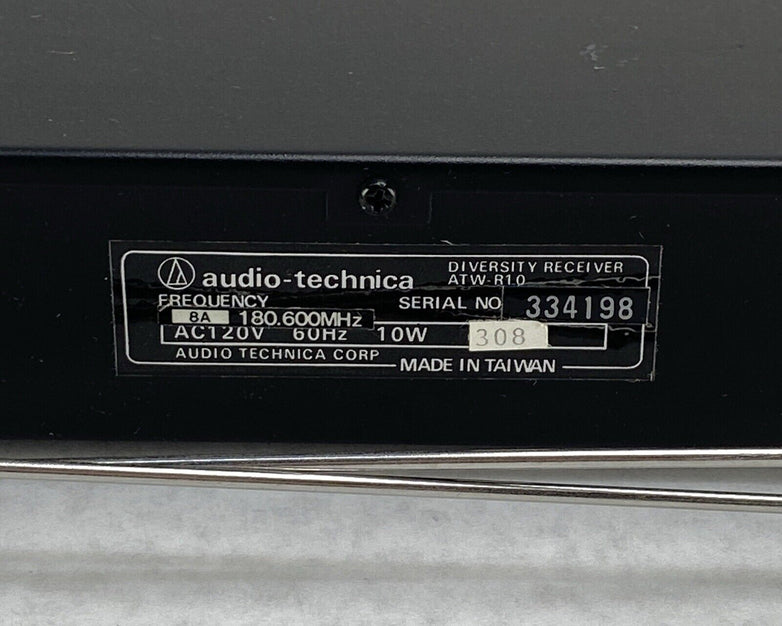 audio-technica
DIVERSITY RECEIVER
ATW-R10
FREQUENCY
SERIAL NO 334198
8A 180.600MHz
AC120V 60Hz 10W 308
AUDIO TECHNICA CORP
MADE IN TAIWAN